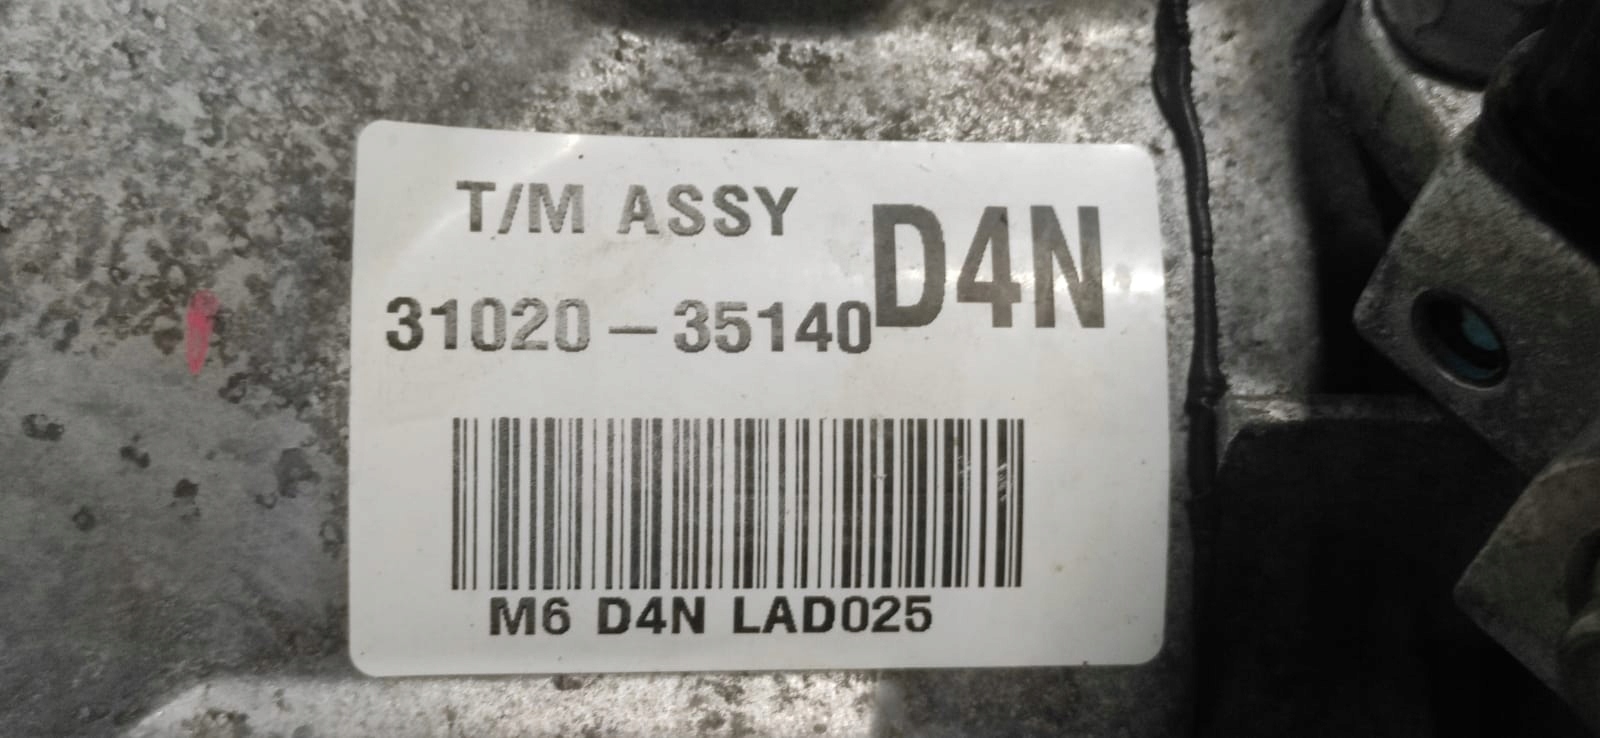 T/M ASSY
D4N
31020-35140
M6 D4N LAD025